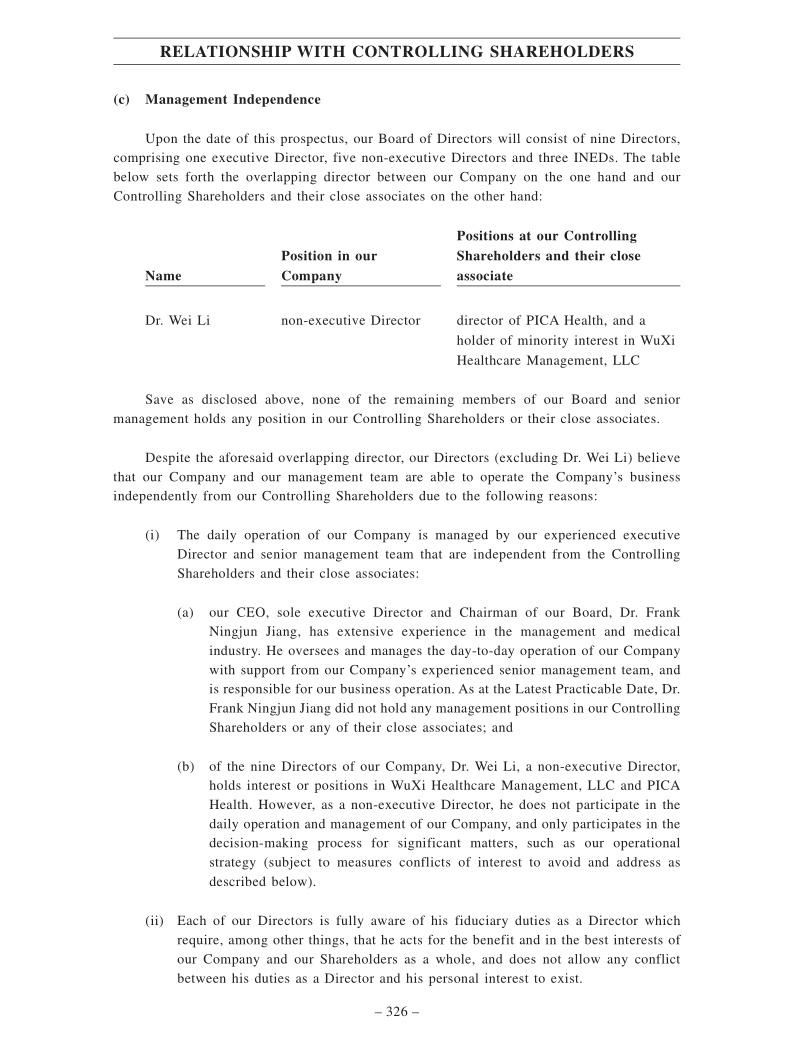 RELATIONSHIP WITH CONTROLLING SHAREHOLDERS
(c) Management Independence
Upon the date of this prospectus, our Board of Directors will consist of nine Directors,
comprising one executive Director, five non-executive Directors and three INEDs. The table
below sets forth the overlapping director between our Company on the one hand and our
Controlling Shareholders and their close associates on the other hand:
Name
Position in our
Company
Positions at our Controlling
Shareholders and their close
associate
Dr. Wei Li
non-executive Director
director of PICA Health, and a
holder of minority interest in WuXi
Healthcare Management, LLC
Save as disclosed above, none of the remaining members of our Board and senior
management holds any position in our Controlling Shareholders or their close associates.
Despite the aforesaid overlapping director, our Directors (excluding Dr. Wei Li) believe
that our Company and our management team are able to operate the Company's business
independently from our Controlling Shareholders due to the following reasons:
(i) The daily operation of our Company is managed by our experienced executive
Director and senior management team that are independent from the Controlling
Shareholders and their close associates:
(a) our CEO, sole executive Director and Chairman of our Board, Dr. Frank
Ningjun Jiang, has extensive experience in the management and medical
industry. He oversees and manages the day-to-day operation of our Company
with support from our Company's experienced senior management team, and
is responsible for our business operation. As at the Latest Practicable Date, Dr.
Frank Ningjun Jiang did not hold any management positions in our Controlling
Shareholders or any of their close associates; and
(b) of the nine Directors of our Company, Dr. Wei Li, a non-executive Director,
holds interest or positions in WuXi Healthcare Management, LLC and PICA
Health. However, as a non-executive Director, he does not participate in the
daily operation and management of our Company, and only participates in the
decision-making process for significant matters, such as our operational
strategy (subject to measures conflicts of interest to avoid and address as
described below).
(ii) Each of our Directors is fully aware of his fiduciary duties as a Director which
require, among other things, that he acts for the benefit and in the best interests of
our Company and our Shareholders as a whole, and does not allow any conflict
between his duties as a Director and his personal interest to exist.
– 326 –